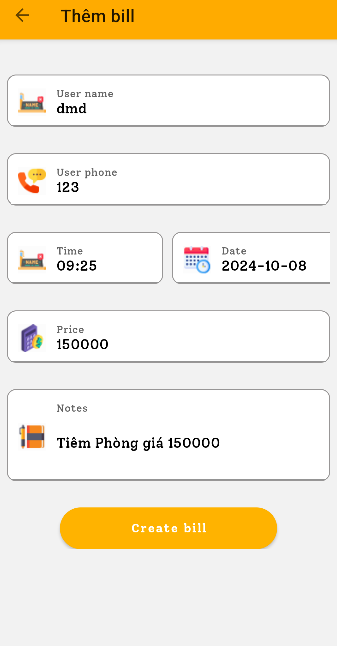 Thêm bill
User name
dmd
User phone
123
Time
09:25
Date
2024-10-08
Price
150000
Notes
Tiêm Phòng giá 150000
Create bill